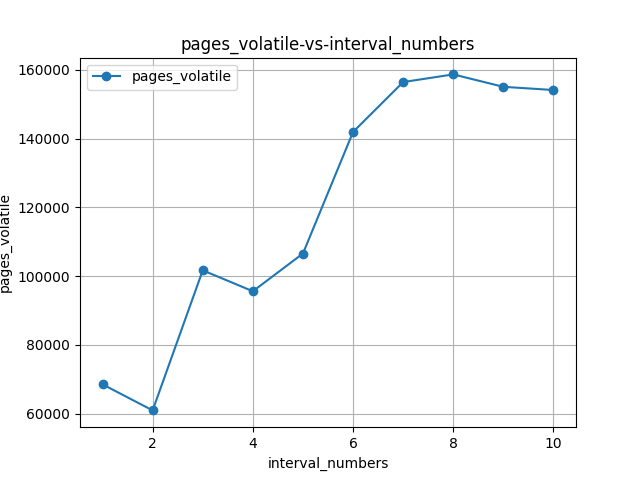 pages_volatile-vs-interval_numbers
pages_volatile
160000
140000
120000
100000
80000
60000
pages_volatile
2
4
6
8
10
interval_numbers